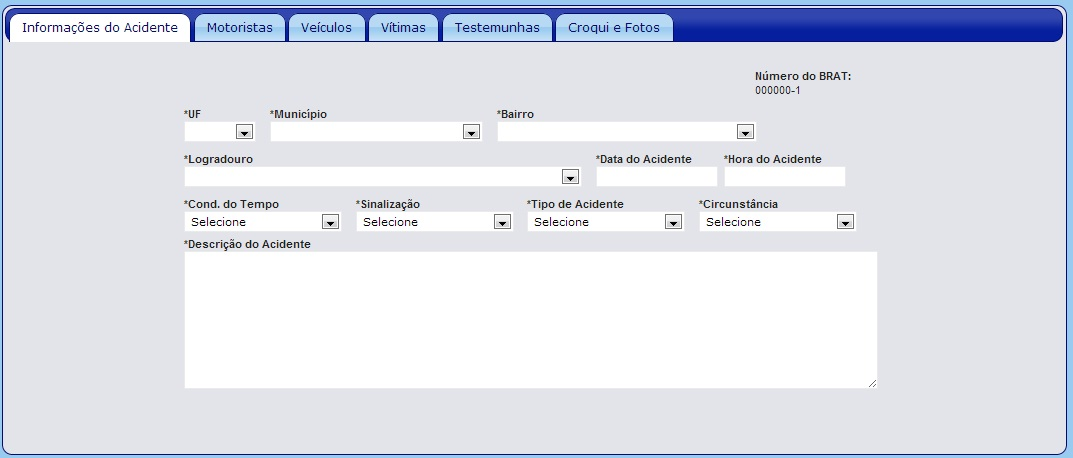 Informações do Acidente Motoristas Veículos Vítimas Testemunhas Croqui e Fotos
Número do BRAT:
000000-1
*UF *Município *Bairro
*Logradouro *Data do Acidente *Hora do Acidente
*Cond. do Tempo *Sinalização *Tipo de Acidente *Circunstância
Selecione Selecione Selecione Selecione
*Descrição do Acidente